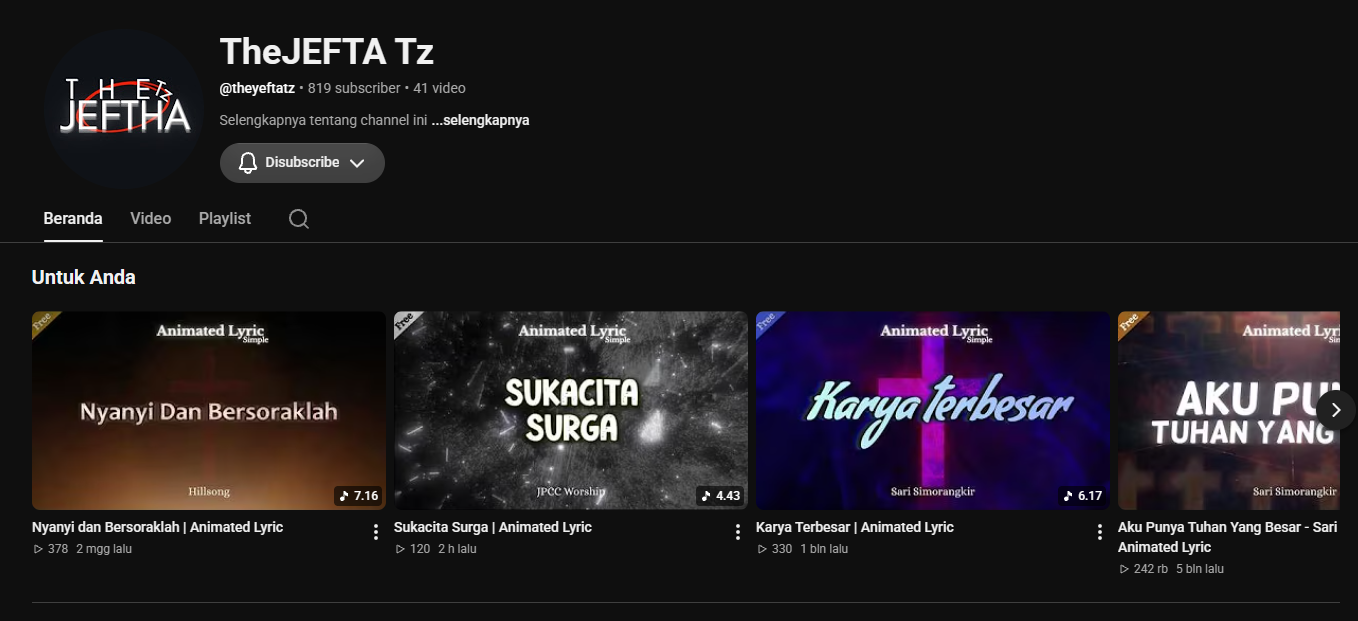 THE Tz
JEFTHA
TheJEFTA Tz
@theyeftatz • 819 subscriber • 41 video
Selengkapnya tentang channel ini ...selengkapnya
Disubscribe
Beranda Video Playlist
Untuk Anda
Free
Animated Lyric
Simple
Nyanyi Dan Bersoraklah
Hillsong
7.16
Nyanyi dan Bersoraklah | Animated Lyric
378 2 mgg lalu
Free
Animated Lyric
Simple
SUKACITA
SURGA
JPCC Worship
4.43
Sukacita Surga | Animated Lyric
120 2 h lalu
Free
Animated Lyric
Simple
Karya Terbesar
Sari Simorangkir
6.17
Karya Terbesar | Animated Lyric
330 1 bln lalu
Free
Animated Lyri
Sim
AKU PU
TUHAN YANG
Sari Simorangkir
Aku Punya Tuhan Yang Besar - Sari
Animated Lyric
242 rb 5 bln lalu